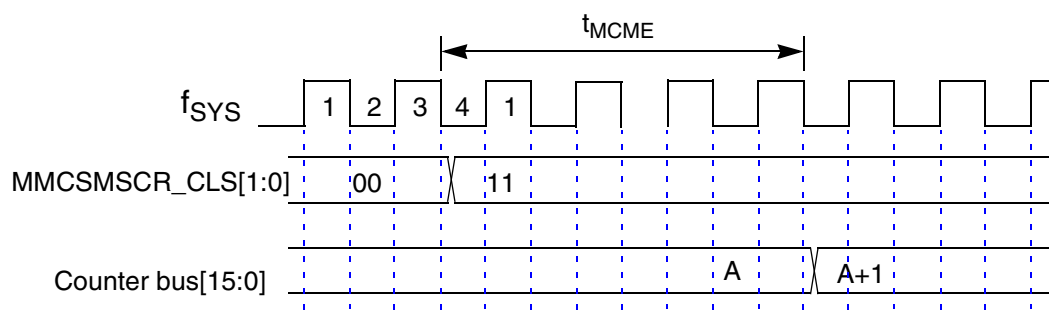 tMCME
fSYS 1 2 3 4 1
MMCSMSCR_CLS[1:0] 00 11
Counter bus[15:0] A A+1